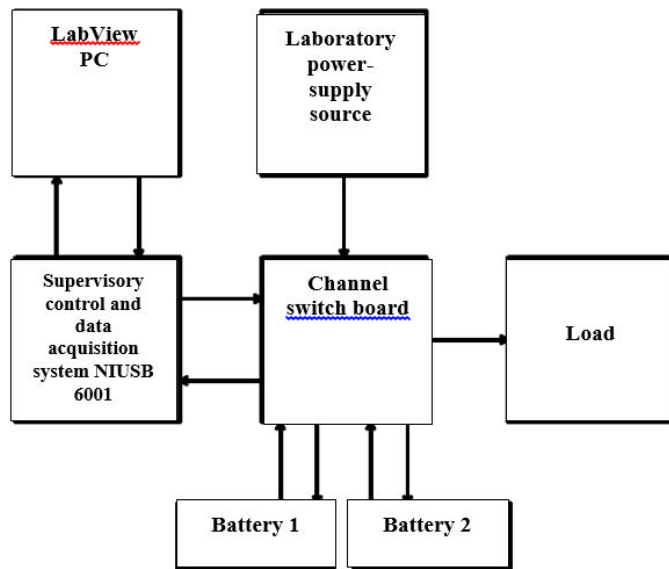 LabView
PC
Laboratory
power-
supply
source
Supervisory
control and
data
acquisition
system NIUSB
6001
Channel
switch board
Load
Battery 1
Battery 2